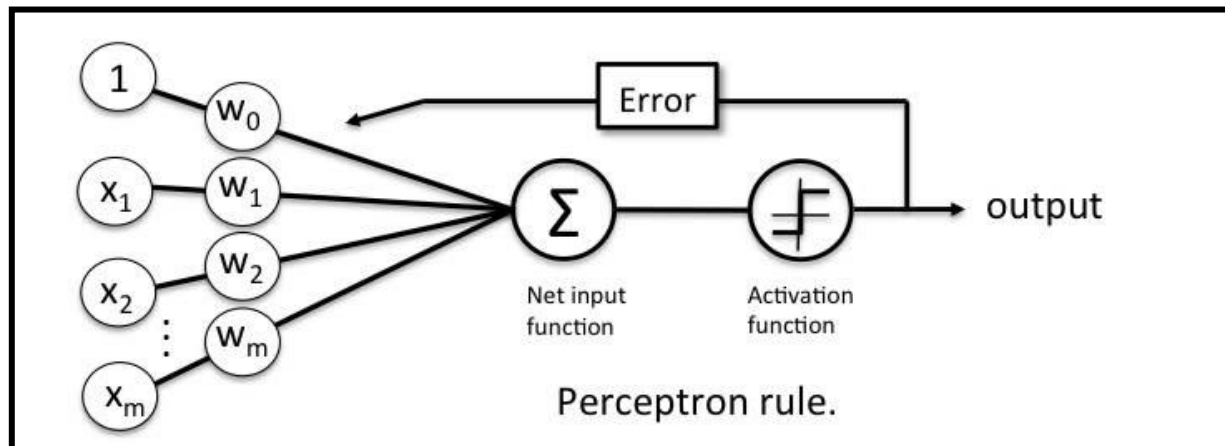 1
w₀
Error
x₁
w₁
Σ
output
x₂
w₂
Net input
function
Activation
function
⋮
wₘ
xₘ
Perceptron rule.